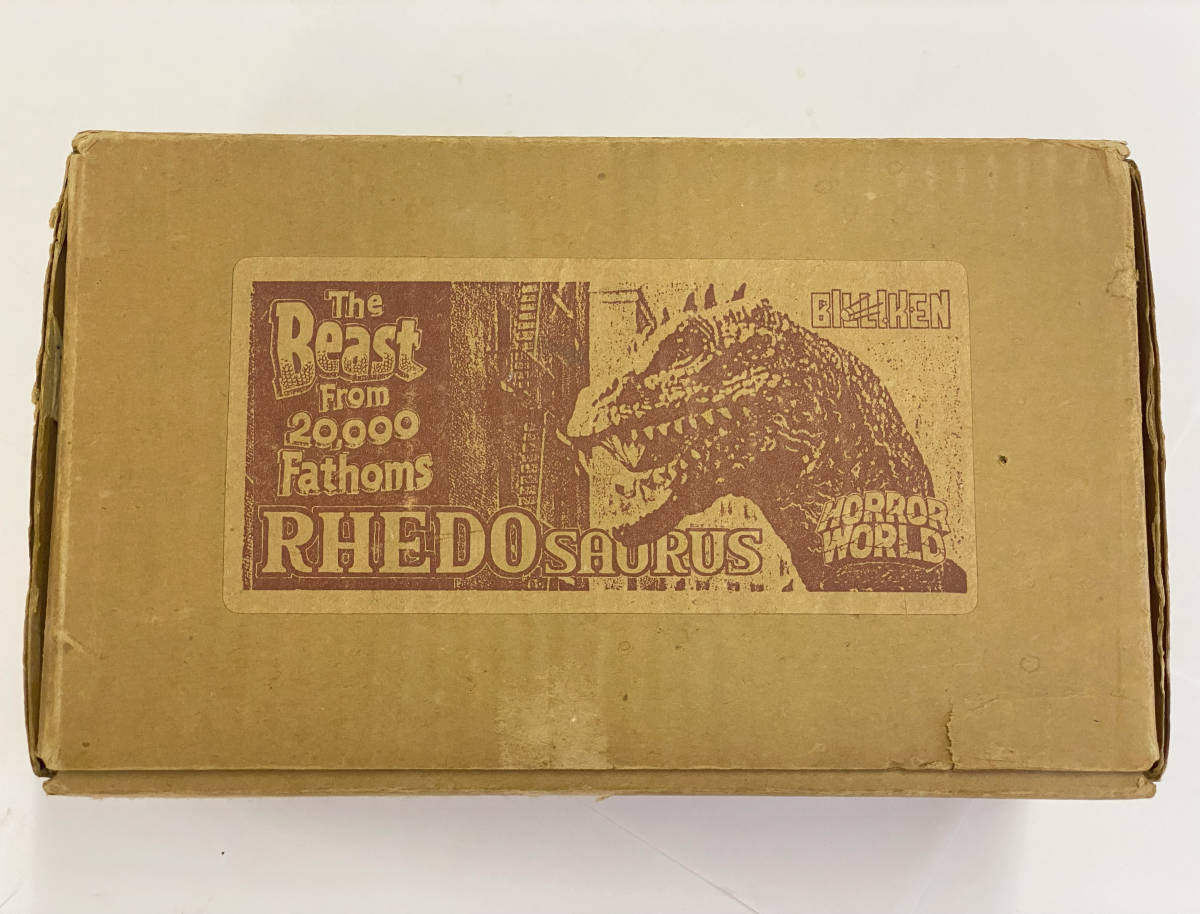 The
Beast
From
20,000
Fathoms
RHEDOSAURUS
BILLIKEN
HORROR
WORLD